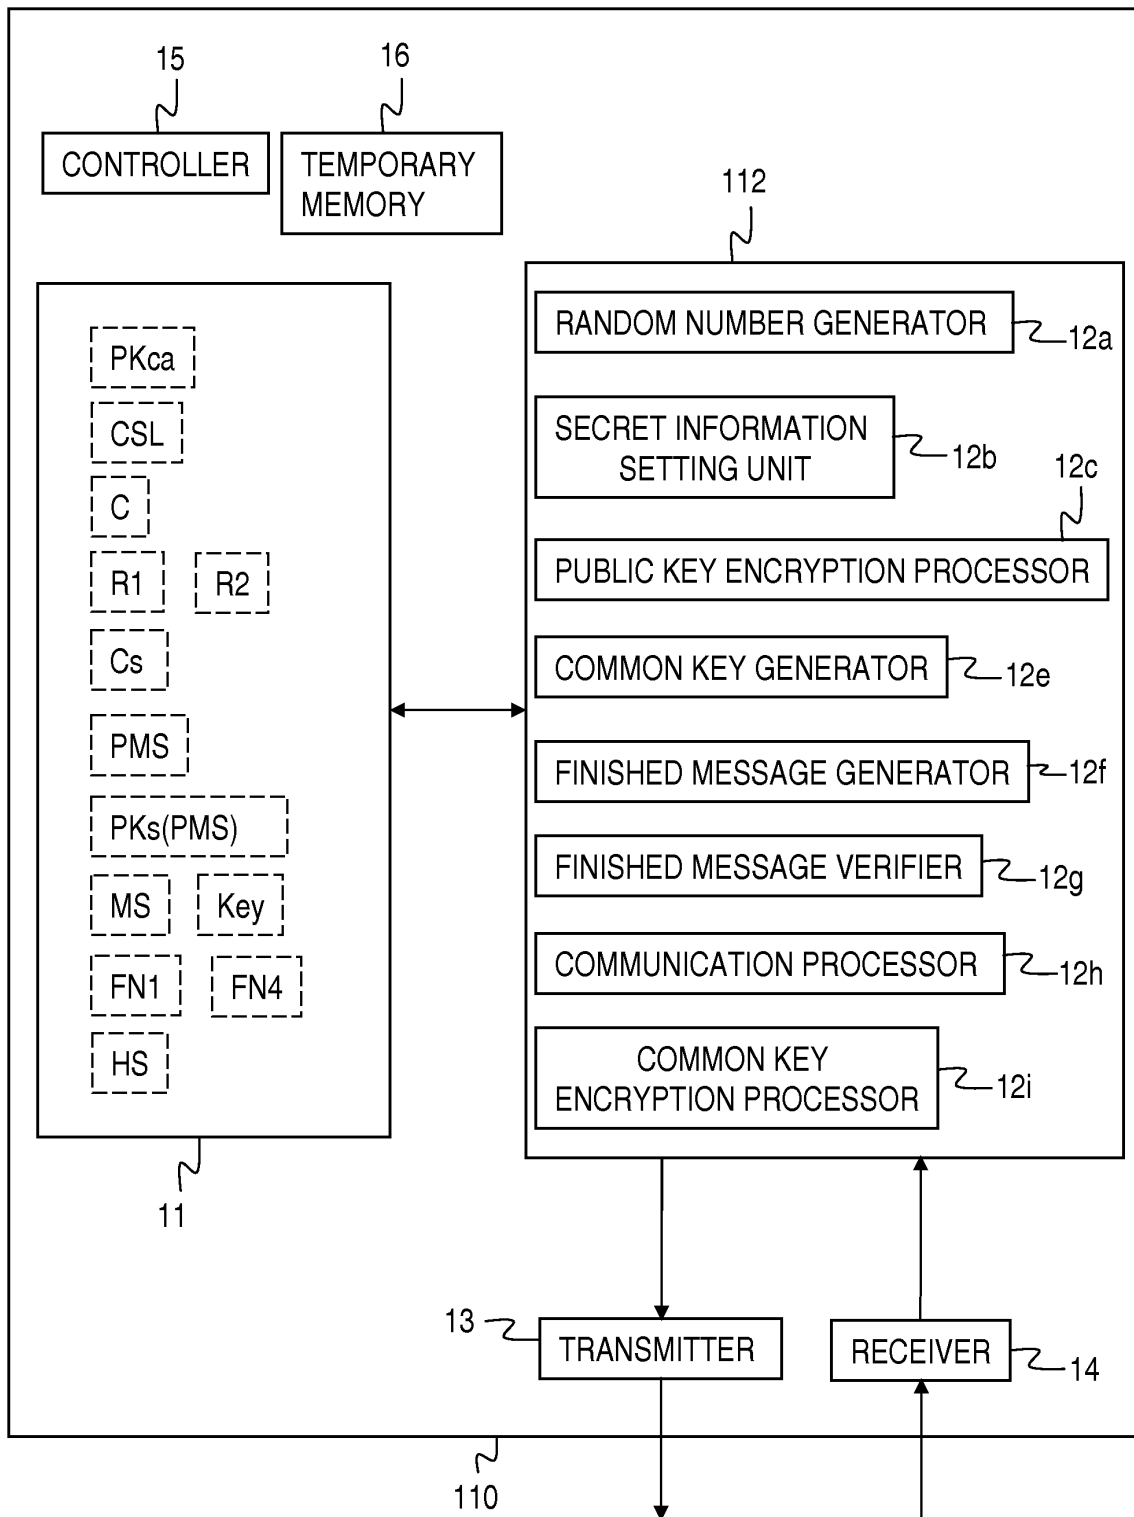 15
16
CONTROLLER
TEMPORARY
MEMORY
112
RANDOM NUMBER GENERATOR
12a
SECRET INFORMATION
SETTING UNIT
12b
12c
PUBLIC KEY ENCRYPTION PROCESSOR
COMMON KEY GENERATOR
12e
FINISHED MESSAGE GENERATOR
12f
FINISHED MESSAGE VERIFIER
12g
COMMUNICATION PROCESSOR
12h
COMMON KEY
ENCRYPTION PROCESSOR
12i
PKca
CSL
C
R1 R2
Cs
PMS
PKs(PMS)
MS Key
FN1 FN4
HS
11
13
TRANSMITTER
RECEIVER
14
110